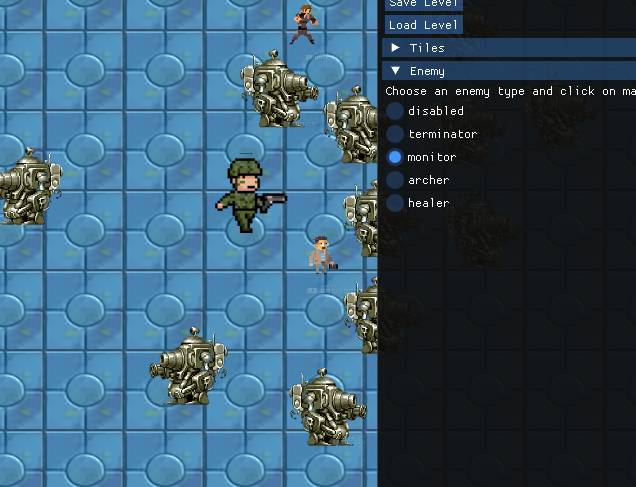 Save Level
Load Level
Tiles
Enemy
Choose an enemy type and click on ma
disabled
terminator
monitor
archer
healer